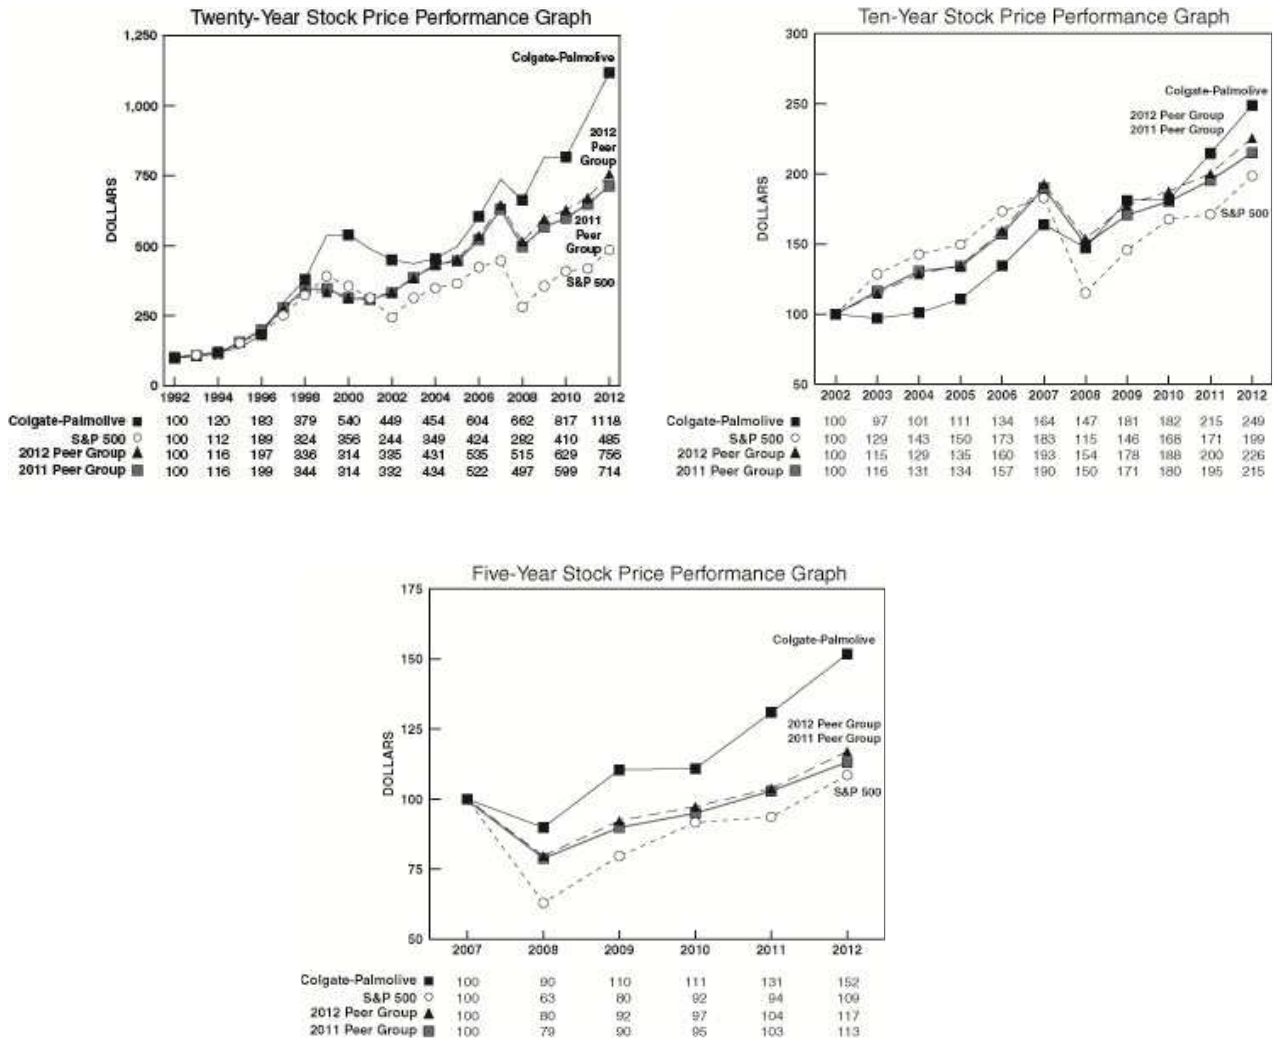 Twenty-Year Stock Price Performance Graph
1,250
1,000
750
500
250
0
DOLLARS
Colgate-Palmolive
2012
Peer
Group
2011
Peer
Group
S&P 500
1992 1994 1996 1998 2000 2002 2004 2006 2008 2010 2012
Colgate-Palmolive 100 120 183 379 540 449 454 604 662 817 1118
S&P 500 100 112 189 324 356 244 349 424 282 410 485
2012 Peer Group 100 116 197 336 314 335 431 535 515 629 756
2011 Peer Group 100 116 199 344 314 332 434 522 497 599 714
Ten-Year Stock Price Performance Graph
300
250
200
150
100
50
DOLLARS
Colgate-Palmolive
2012 Peer Group
2011 Peer Group
S&P 500
2002 2003 2004 2005 2006 2007 2008 2009 2010 2011 2012
Colgate-Palmolive 100 97 101 111 134 164 147 181 182 215 249
S&P 500 100 129 143 150 173 183 115 146 168 171 199
2012 Peer Group 100 115 129 135 160 193 154 178 188 200 226
2011 Peer Group 100 116 131 134 157 190 150 171 180 195 215
Five-Year Stock Price Performance Graph
175
150
125
100
75
50
DOLLARS
Colgate-Palmolive
2012 Peer Group
2011 Peer Group
S&P 500
2007 2008 2009 2010 2011 2012
Colgate-Palmolive 100 90 110 111 131 152
S&P 500 100 63 80 92 94 109
2012 Peer Group 100 80 92 97 104 117
2011 Peer Group 100 79 90 95 103 113